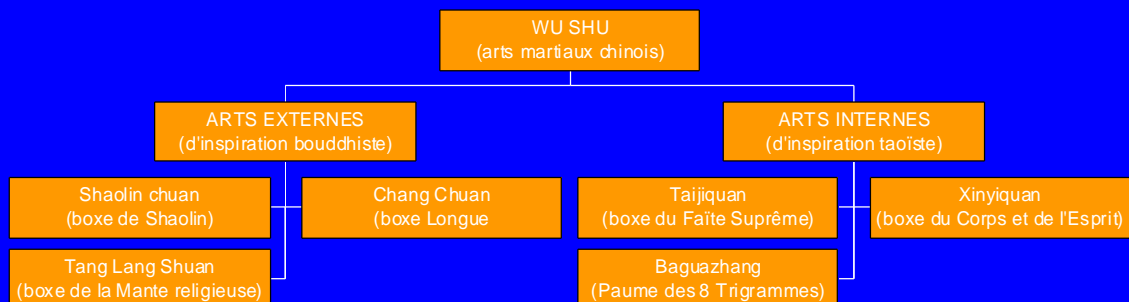 WU SHU
(arts martiaux chinois)
ARTS EXTERNES
(d'inspiration bouddhiste)
ARTS INTERNES
(d'inspiration taoïste)
Shaolin chuan
(boxe de Shaolin)
Chang Chuan
(boxe Longue
Taijiquan
(boxe du Faîte Suprême)
Xinyiquan
(boxe du Corps et de l'Esprit)
Tang Lang Shuan
(boxe de la Mante religieuse)
Baguazhang
(Paume des 8 Trigrammes)